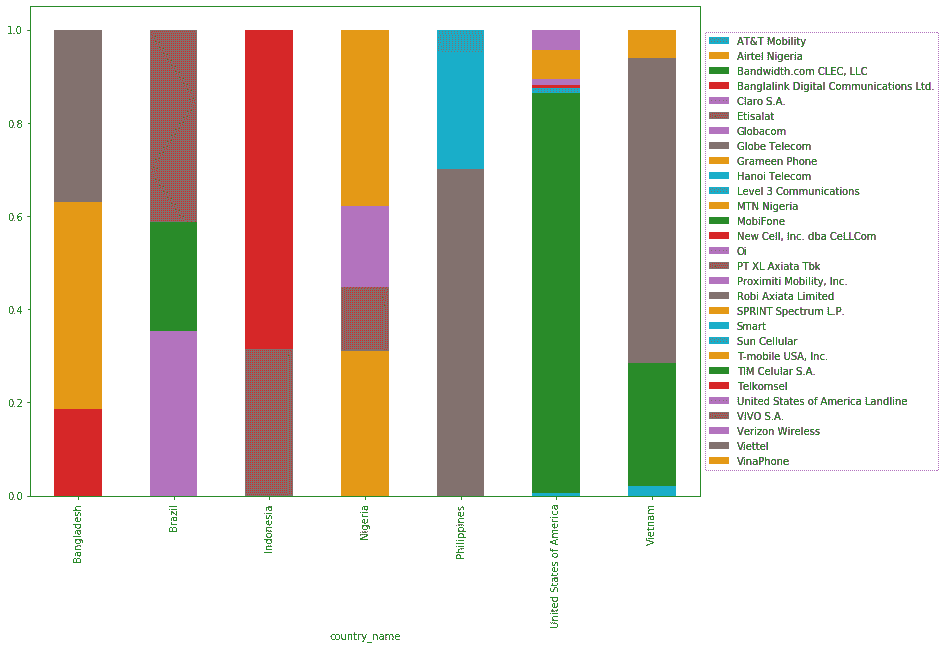 1.0
0.8
0.6
0.4
0.2
0.0
Bangladesh
Brazil
Indonesia
Nigeria
Philippines
United States of America
Vietnam
country_name
AT&T Mobility
Airtel Nigeria
Bandwidth.com CLEC, LLC
Banglalink Digital Communications Ltd.
Claro S.A.
Etisalat
Globacom
Globe Telecom
Grameen Phone
Hanoi Telecom
Level 3 Communications
MTN Nigeria
MobiFone
New Cell, Inc. dba CeLLCom
Oi
PT XL Axiata Tbk
Proximiti Mobility, Inc.
Robi Axiata Limited
SPRINT Spectrum L.P.
Smart
Sun Cellular
T-mobile USA, Inc.
TIM Celular S.A.
Telkomsel
United States of America Landline
VIVO S.A.
Verizon Wireless
Viettel
VinaPhone